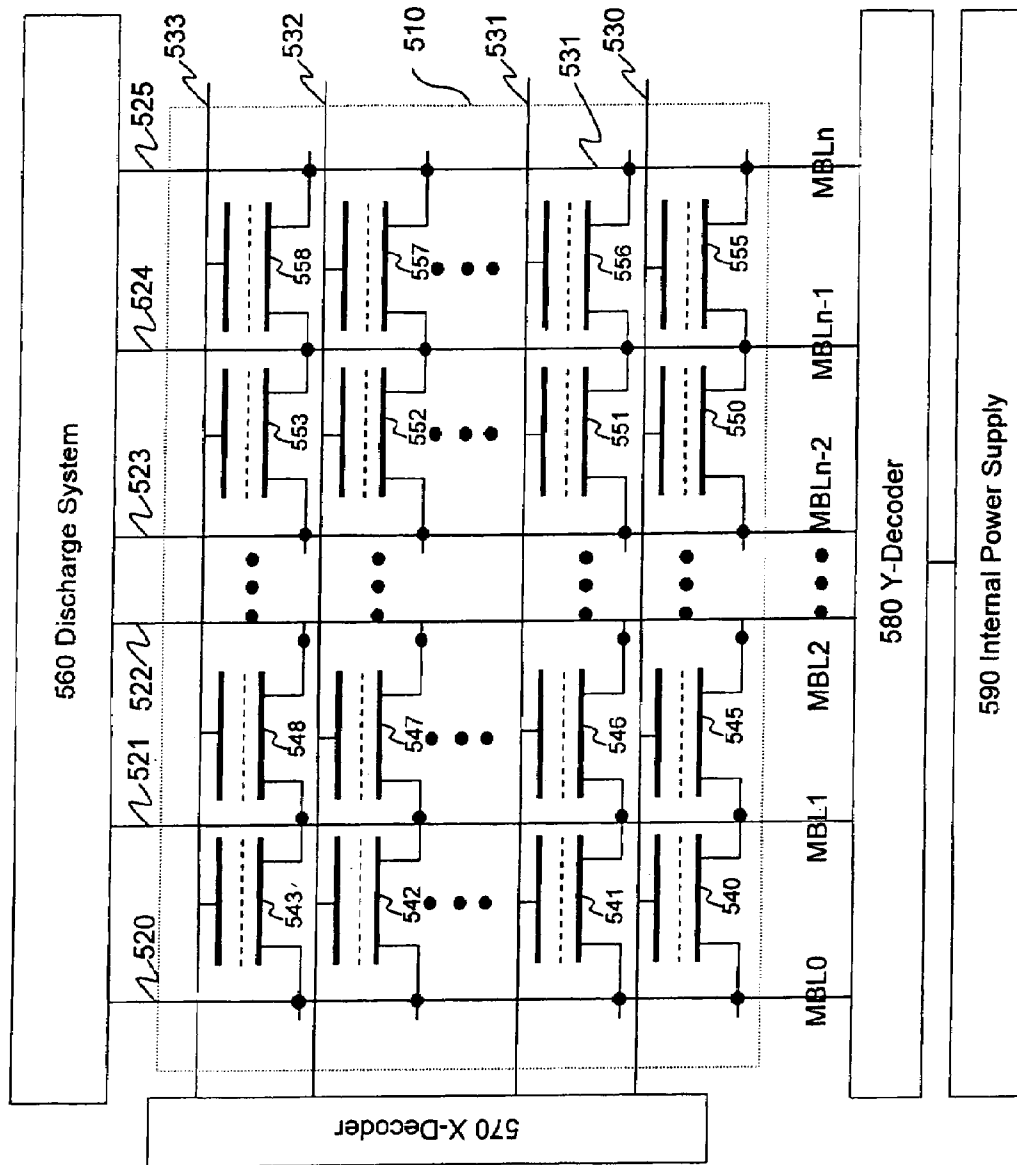 560 Discharge System
520
521
522
523
524
525
533
532
510
531
531
530
543
548
553
558
542
547
552
557
541
546
551
556
540
545
550
555
MBL0
MBL1
MBL2
MBLn-2
MBLn-1
MBLn
570 X-Decoder
580 Y-Decoder
590 Internal Power Supply